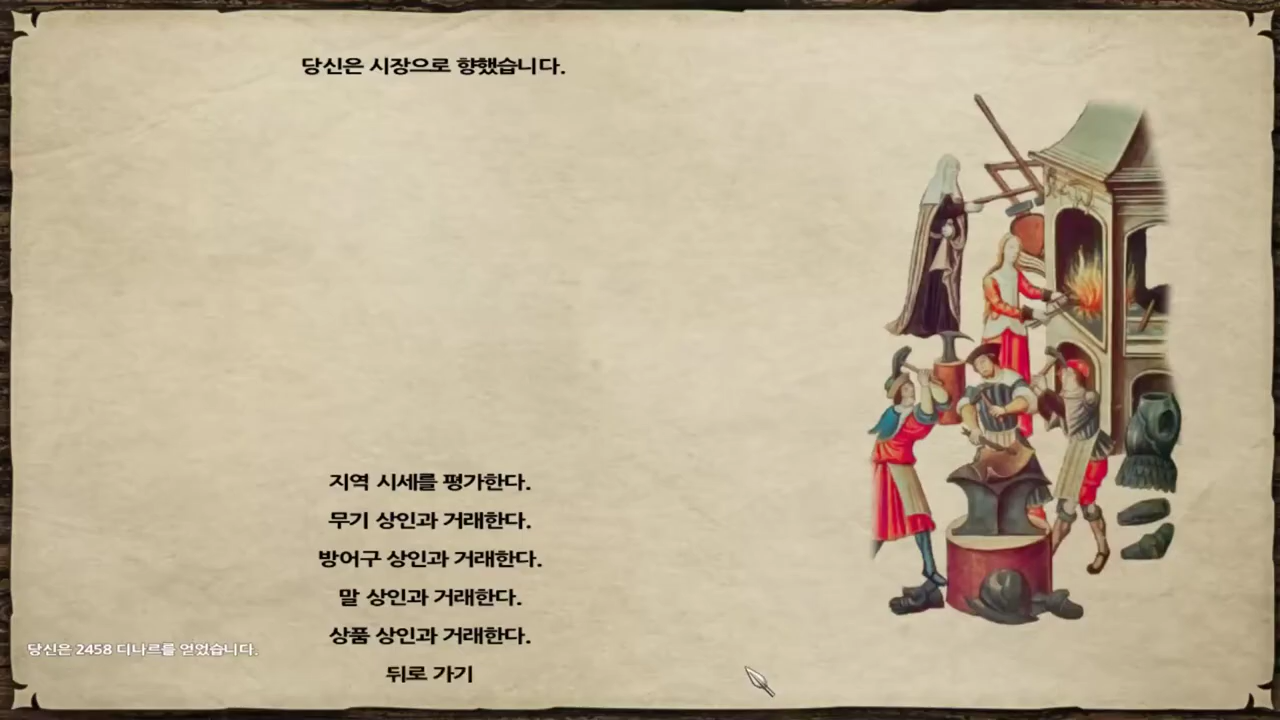 당신은 시장으로 향했습니다.
지역 시세를 평가한다.
무기 상인과 거래한다.
방어구 상인과 거래한다.
말 상인과 거래한다.
상품 상인과 거래한다.
당신은 2458 디나르를 얻었습니다.
뒤로 가기